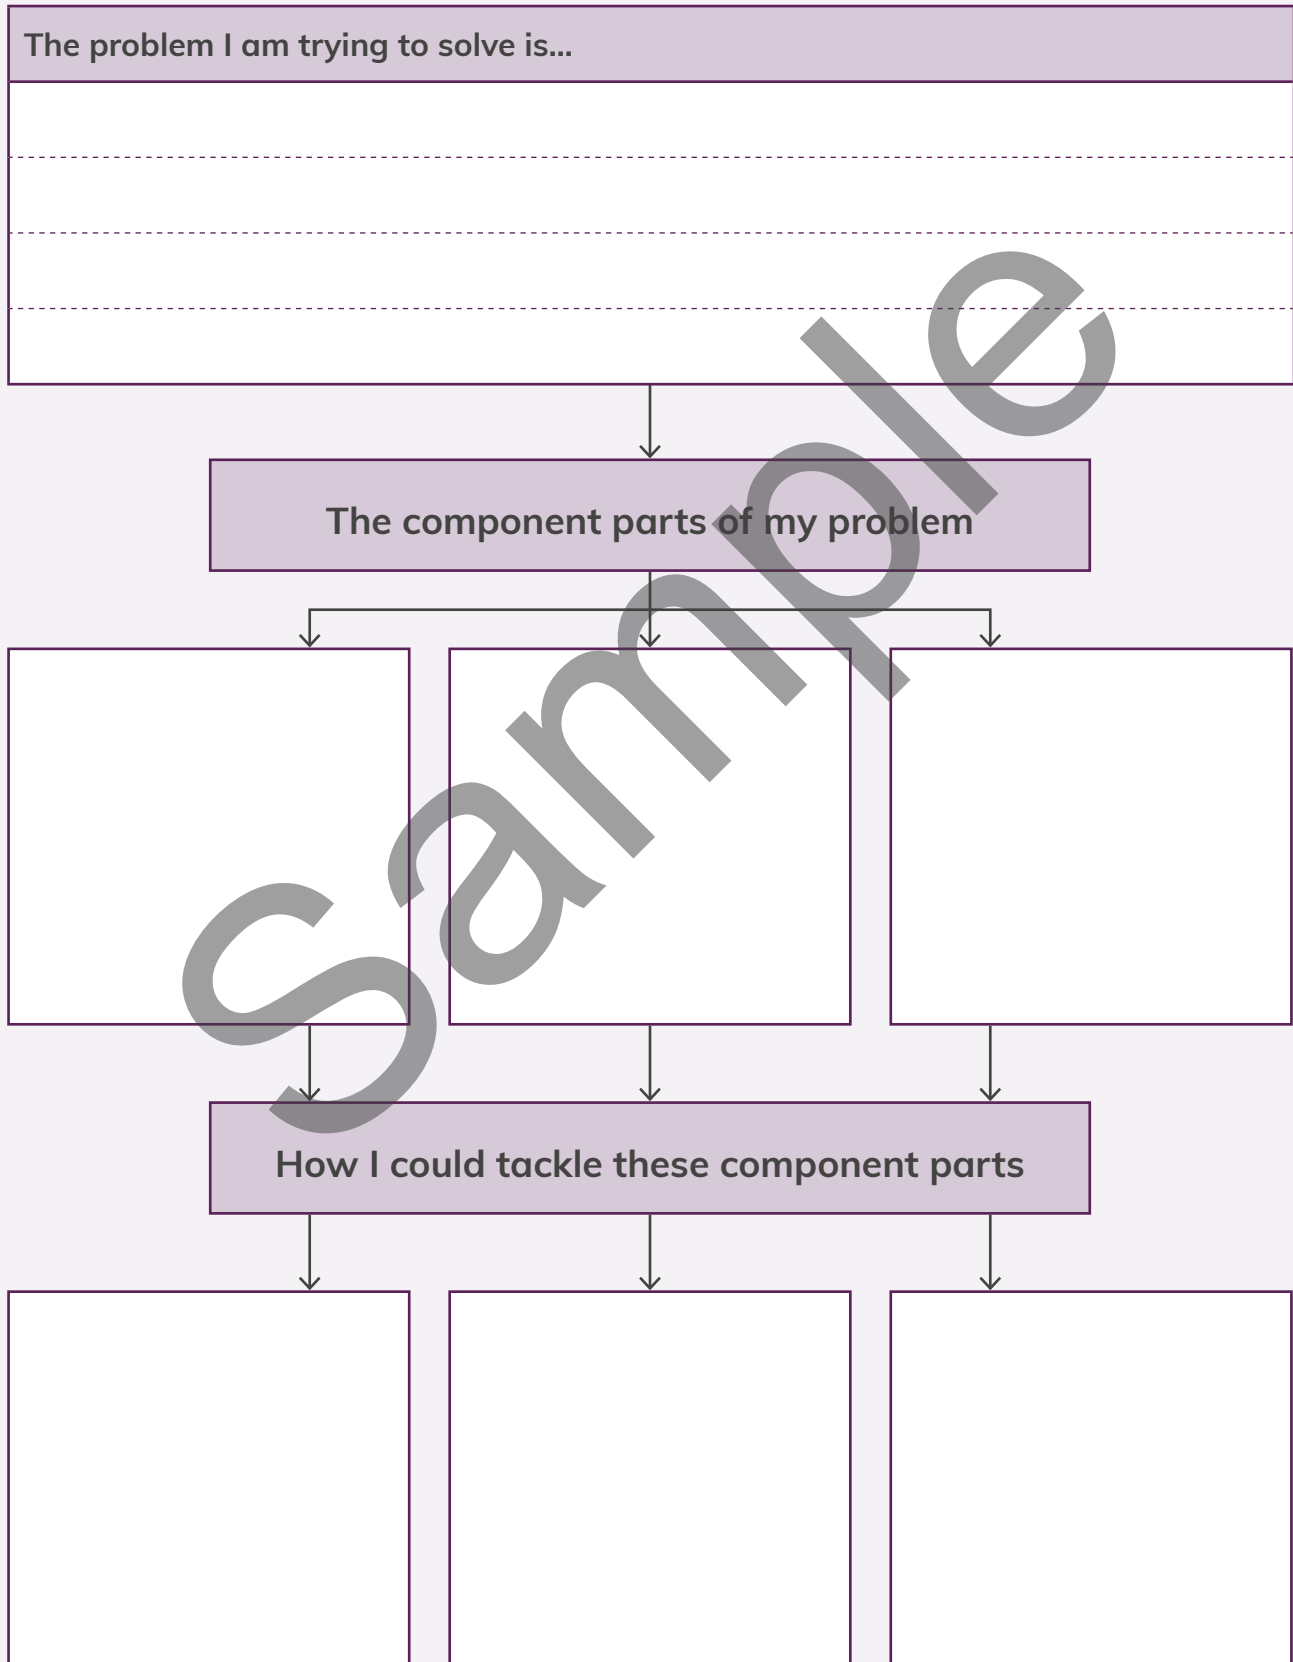 The problem I am trying to solve is...
The component parts of my problem
How I could tackle these component parts
Sample